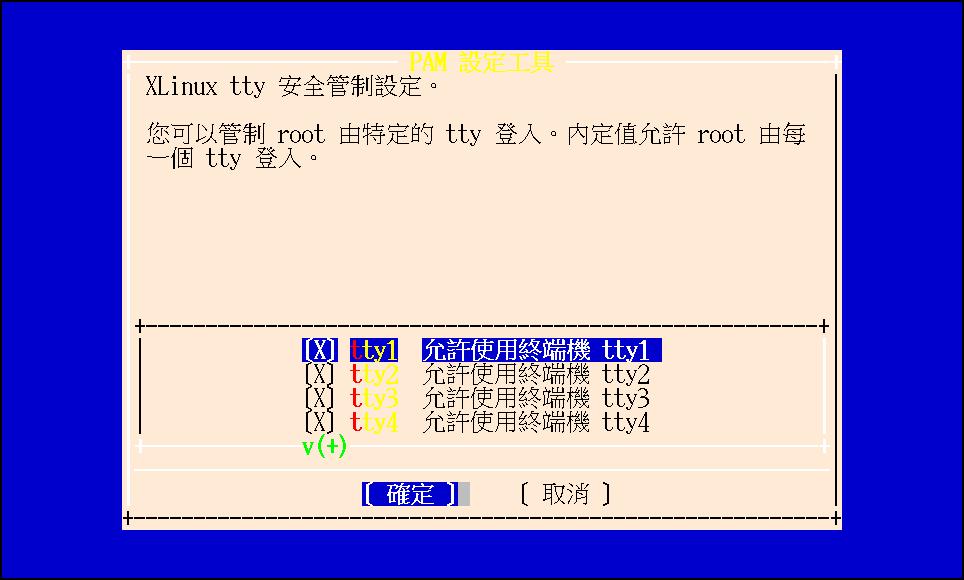 PAM 設定工具
XLinux tty 安全管制設定。
您可以管制 root 由特定的 tty 登入。內定值允許 root 由每
一個 tty 登入。
[X] tty1 允許使用終端機 tty1
[X] tty2 允許使用終端機 tty2
[X] tty3 允許使用終端機 tty3
[X] tty4 允許使用終端機 tty4
v(+)
[ 確定 ] [ 取消 ]